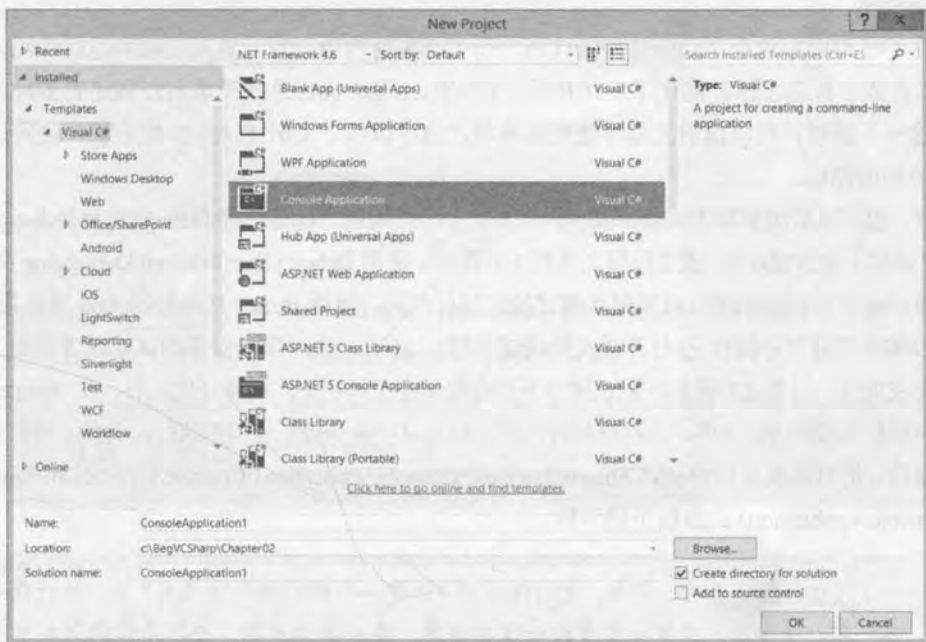 New Project
Recent
.NET Framework 4.6
Sort by: Default
Search Installed Templates (Ctrl+E)
Installed
Templates
Visual C#
Store Apps
Windows Desktop
Web
Office/SharePoint
Android
Cloud
iOS
LightSwitch
Reporting
Silverlight
Test
WCF
Workflow
Online
Blank App (Universal Apps) Visual C#
Windows Forms Application Visual C#
WPF Application Visual C#
Console Application Visual C#
Hub App (Universal Apps) Visual C#
ASP.NET Web Application Visual C#
Shared Project Visual C#
ASP.NET 5 Class Library Visual C#
ASP.NET 5 Console Application Visual C#
Class Library Visual C#
Class Library (Portable) Visual C#
Click here to go online and find templates.
Type: Visual C#
A project for creating a command-line
application
Name: ConsoleApplication1
Location: c:\BegVCSharp\Chapter02
Browse...
Solution name: ConsoleApplication1
Create directory for solution
Add to source control
OK
Cancel